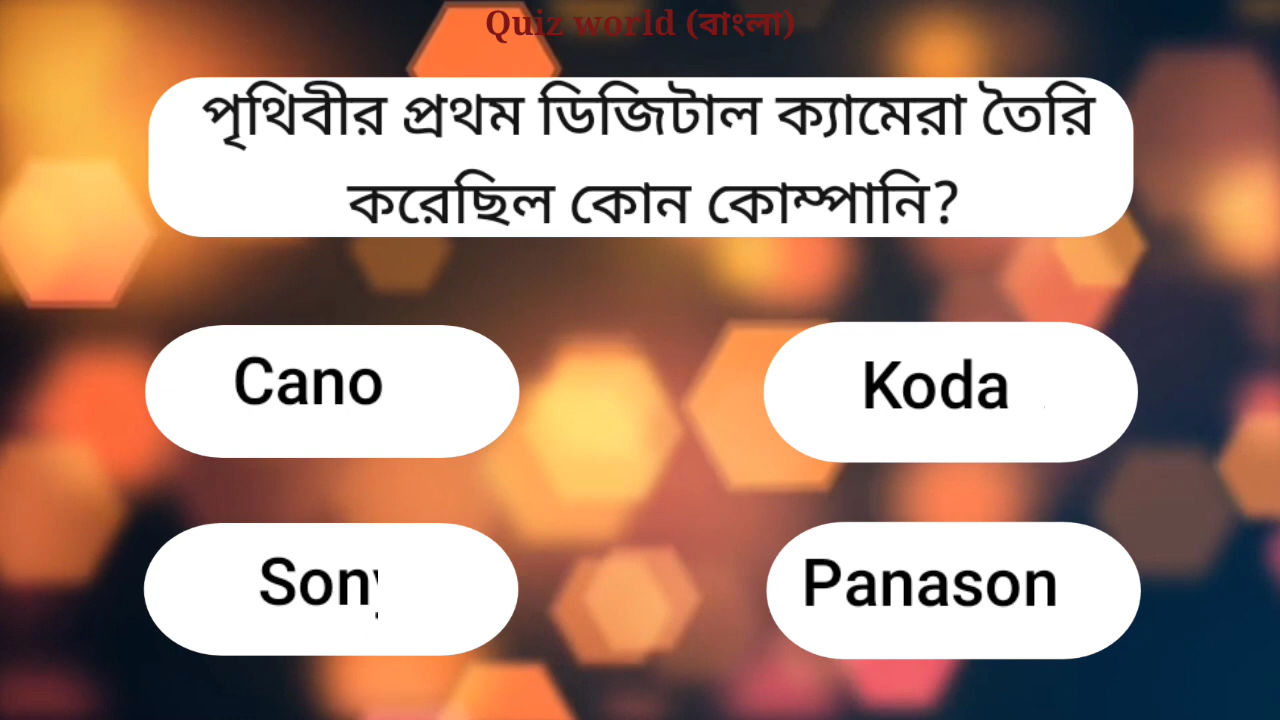 Quiz world (বাংলা)
পৃথিবীর প্রথম ডিজিটাল ক্যামেরা তৈরি
করেছিল কোন কোম্পানি?
Cano
Koda
Sony
Panason